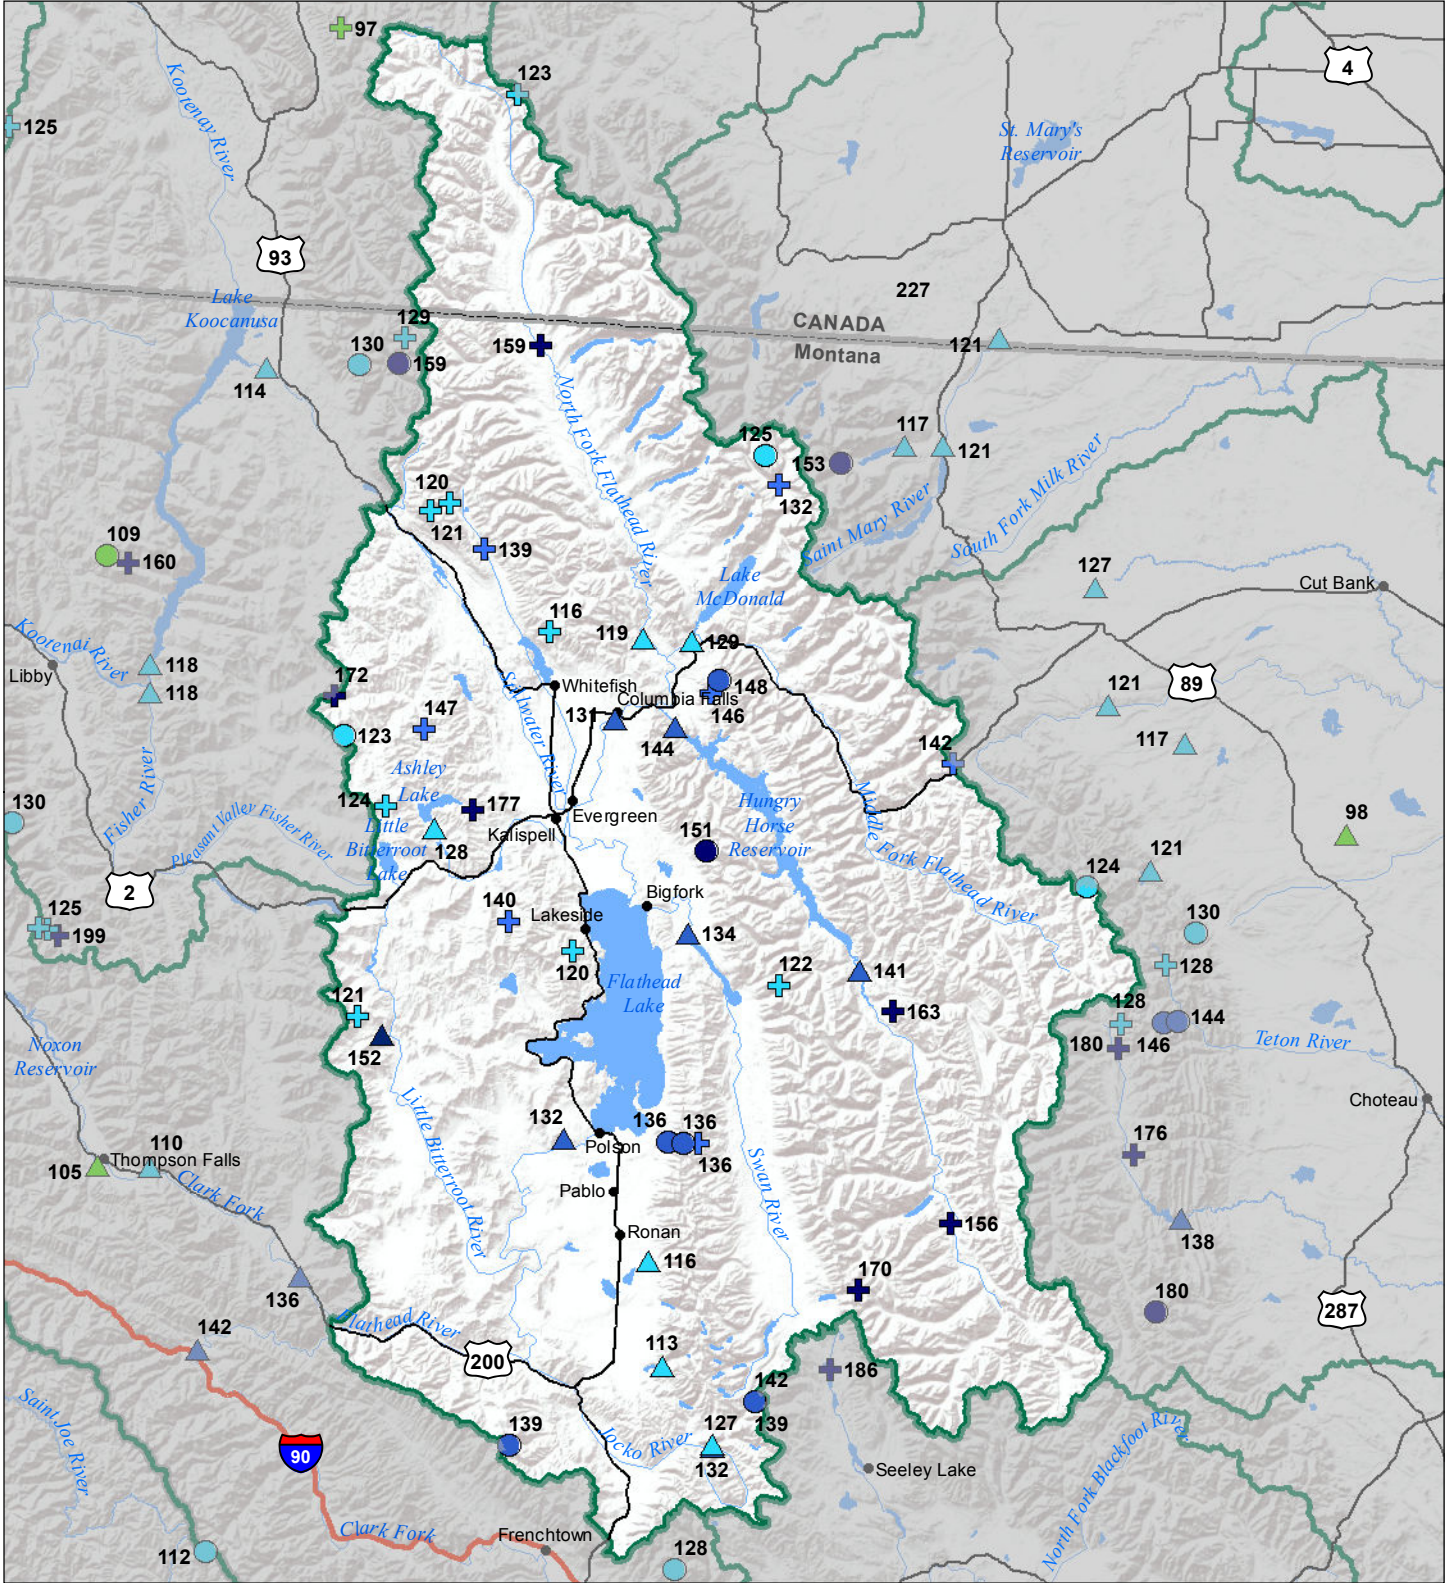 97
123
4
125
Kootenay River
St. Mary's
Reservoir
93
227
Lake
Koocanusa
CANADA
Montana
129
130
159
159
121
114
North Fork Flathead River
125
153
117
121
132
120
121
139
109
160
Saint Mary River
South Fork Milk River
127
Cut Bank
Lake
McDonald
116
119
129
Kootenai River
Libby
118
118
172
147
123
Whitefish
Columbia Falls
148
146
131
144
Stillwater River
89
121
117
142
Ashley
Lake
124
177
128
Little
Bitterroot
Lake
Evergreen
Kalispell
Hungry
Horse
Reservoir
151
Middle Fork Flathead River
98
130
Fisher River
Pleasant Valley Fisher River
2
121
124
125
199
140
Lakeside
Bigfork
134
120
Flathead
Lake
122
141
163
130
128
128
144
180
146
Teton River
121
152
Noxon
Reservoir
Little Bitterroot River
132
Polson
136
136
136
Swan River
Choteau
176
105
Thompson Falls
110
Clark Fork
Pablo
Ronan
116
156
138
170
136
142
Flathead River
200
113
180
287
186
142
139
139
127
132
Jocko River
Saint Joe River
90
Seeley Lake
North Fork Blackfoot River
Clark Fork
Frenchtown
112
128